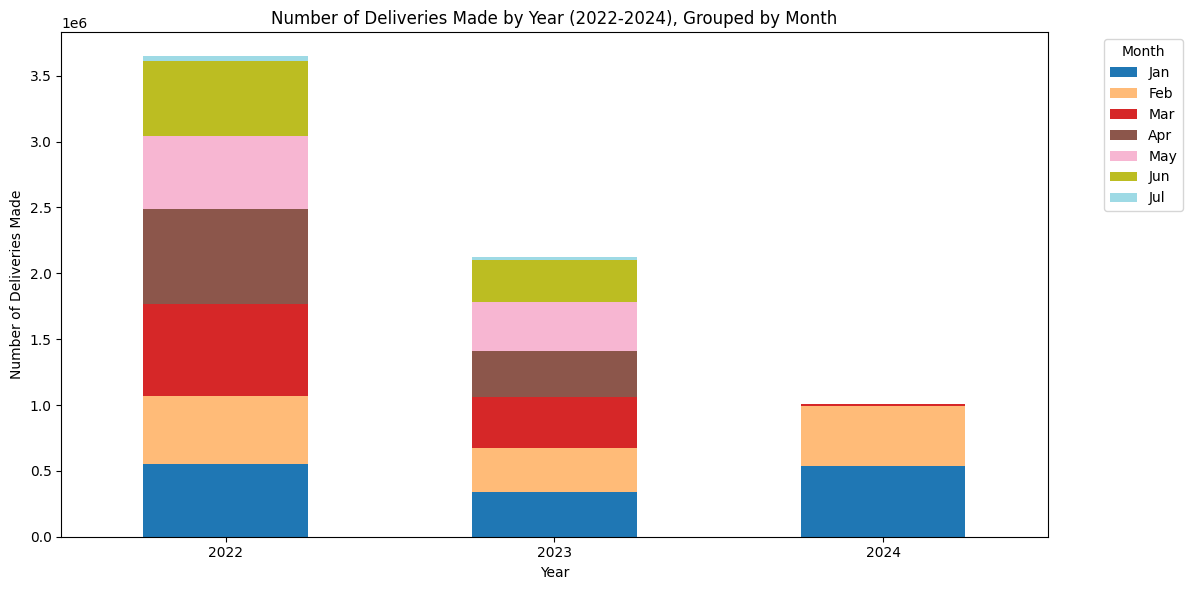 Number of Deliveries Made by Year (2022-2024), Grouped by Month
1e6
3.5
3.0
2.5
2.0
1.5
1.0
0.5
0.0
Number of Deliveries Made
2022
2023
2024
Year
Month
Jan
Feb
Mar
Apr
May
Jun
Jul